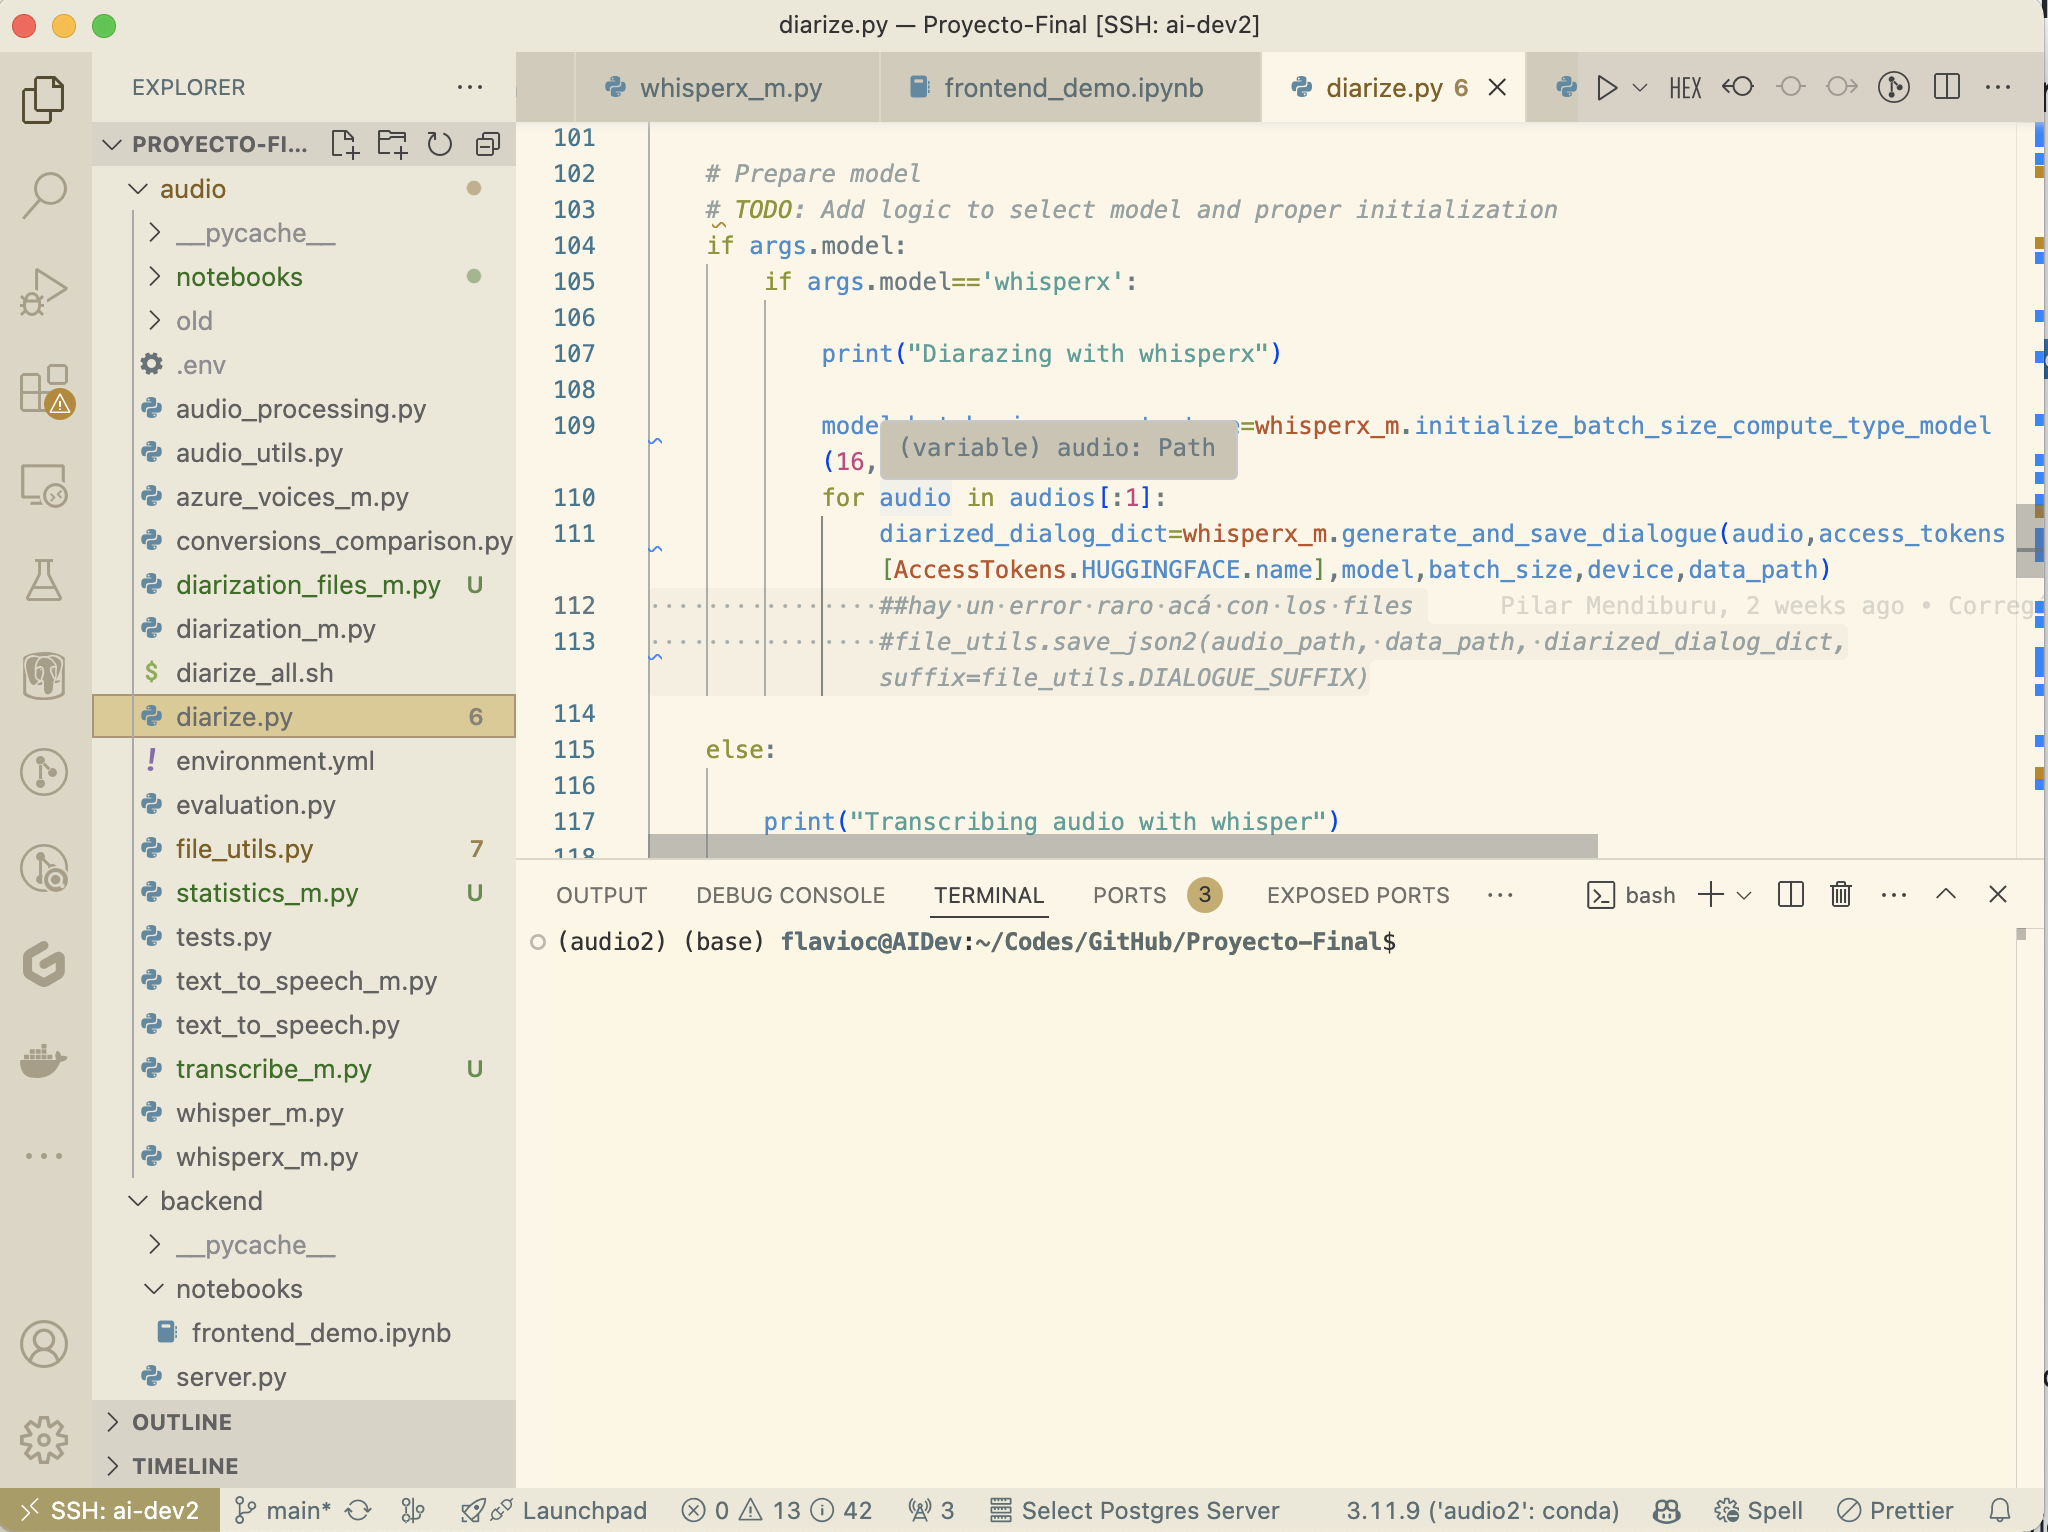 diarize.py — Proyecto-Final [SSH: ai-dev2]
EXPLORER
PROYECTO-FI...
audio
__pycache__
notebooks
old
.env
audio_processing.py
audio_utils.py
azure_voices_m.py
conversions_comparison.py
diarization_files_m.py U
diarization_m.py
$ diarize_all.sh
diarize.py 6
! environment.yml
evaluation.py
file_utils.py 7
statistics_m.py U
tests.py
text_to_speech_m.py
text_to_speech.py
transcribe_m.py U
whisper_m.py
whisperx_m.py
backend
__pycache__
notebooks
frontend_demo.ipynb
server.py
OUTLINE
TIMELINE
whisperx_m.py
frontend_demo.ipynb
diarize.py 6
HEX
101
102 # Prepare model
103 # TODO: Add logic to select model and proper initialization
104 if args.model:
105 if args.model=='whisperx':
106
107 print("Diarazing with whisperx")
108
109 =whisperx_m.initialize_batch_size_compute_type_model
(16,
(variable) audio: Path
110 for audio in audios[:1]:
111 diarized_dialog_dict=whisperx_m.generate_and_save_dialogue(audio,access_tokens
[AccessTokens.HUGGINGFACE.name],model,batch_size,device,data_path)
112 ##hay·un·error·raro·acá·con·los·files Pilar Mendiburu, 2 weeks ago •
113 #file_utils.save_json2(audio_path,·data_path,·diarized_dialog_dict,
suffix=file_utils.DIALOGUE_SUFFIX)
114
115 else:
116
117 print("Transcribing audio with whisper")
118
OUTPUT DEBUG CONSOLE TERMINAL PORTS 3 EXPOSED PORTS
bash
(audio2) (base) flavioc@AIDev:~/Codes/GitHub/Proyecto-Final$
SSH: ai-dev2 main* Launchpad 0 13 42 3 Select Postgres Server 3.11.9 ('audio2': conda) Spell Prettier